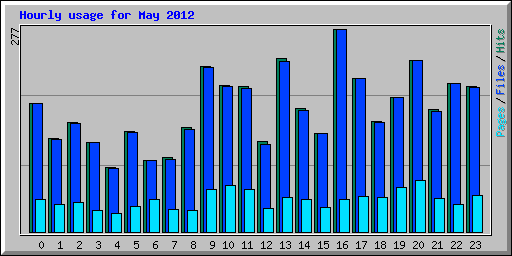 Hourly usage for May 2012
277
Pages/Files/Hits
0 1 2 3 4 5 6 7 8 9 10 11 12 13 14 15 16 17 18 19 20 21 22 23